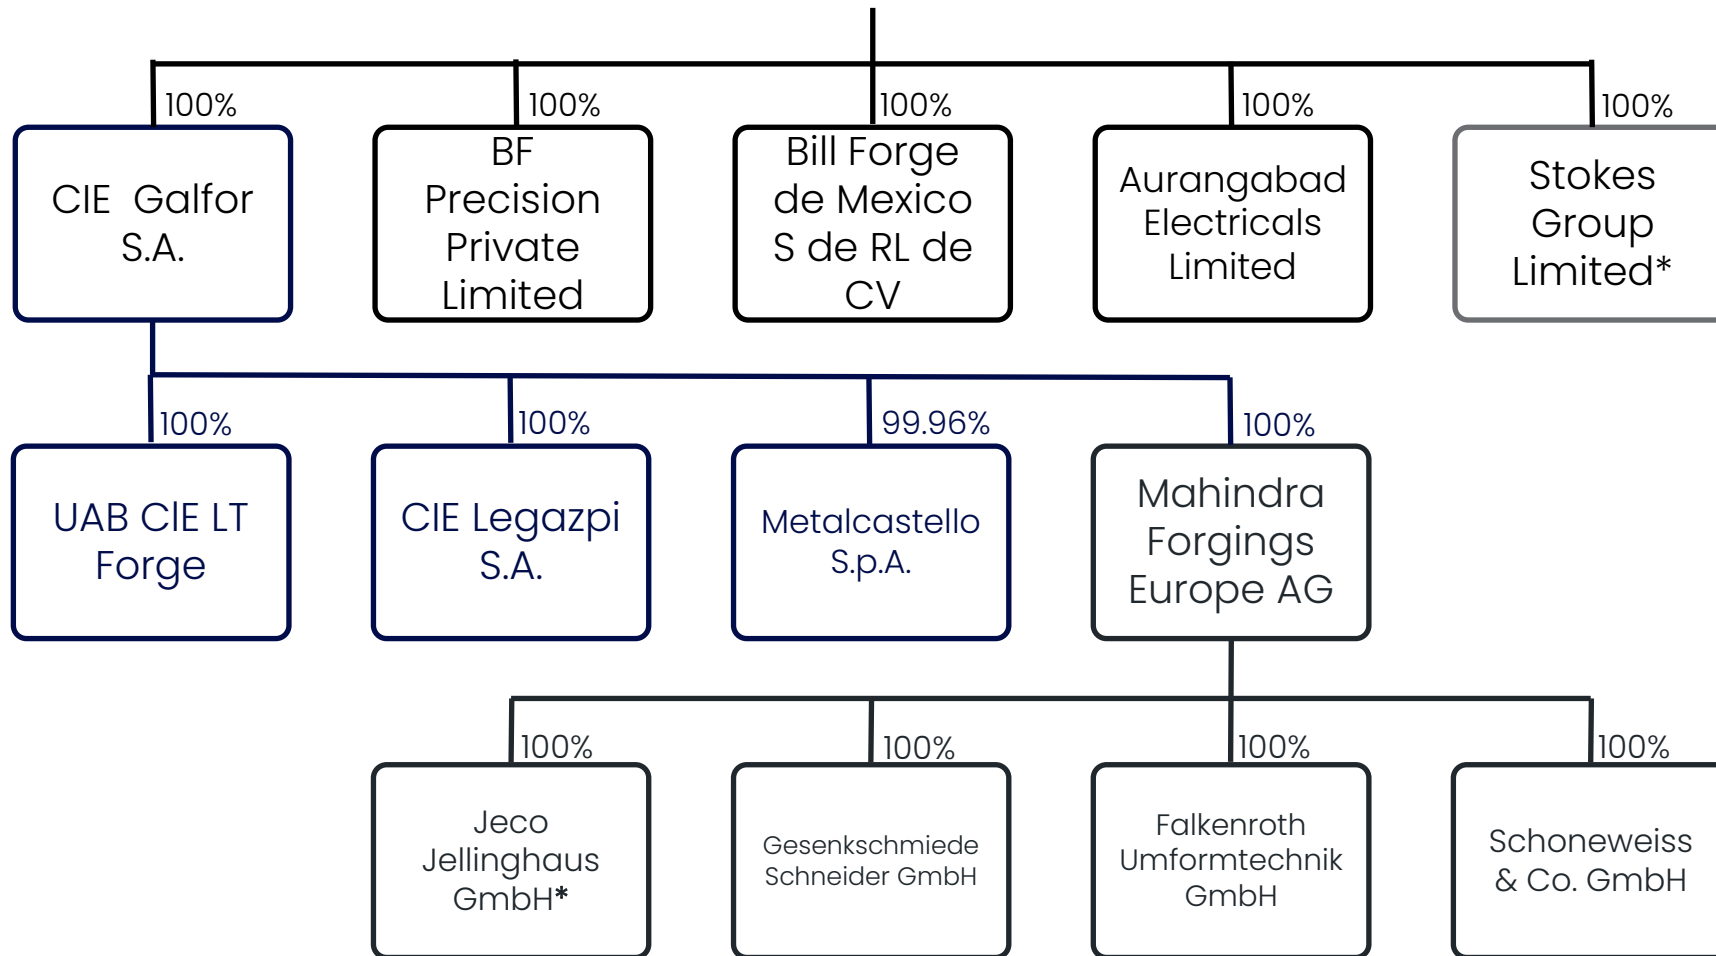 100%
100%
100%
100%
100%
CIE Galfor
S.A.
BF
Precision
Private
Limited
Bill Forge
de Mexico
S de RL de
CV
Aurangabad
Electricals
Limited
Stokes
Group
Limited*
100%
100%
99.96%
100%
UAB CIE LT
Forge
CIE Legazpi
S.A.
Metalcastello
S.p.A.
Mahindra
Forgings
Europe AG
100%
100%
100%
100%
Jeco
Jellinghaus
GmbH*
Gesenkschmiede
Schneider GmbH
Falkenroth
Umformtechnik
GmbH
Schoneweiss
& Co. GmbH